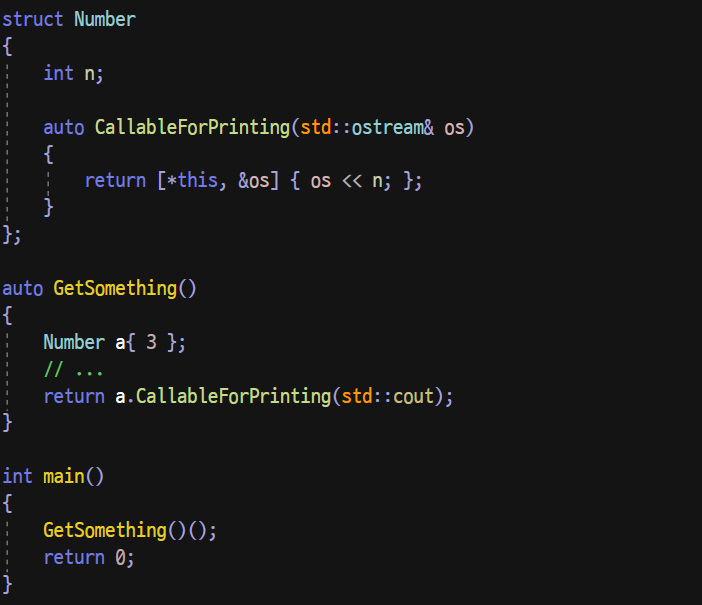 struct Number
{
    int n;

    auto CallableForPrinting(std::ostream& os)
    {
        return [*this, &os] { os << n; };
    }
};

auto GetSomething()
{
    Number a{ 3 };
    // ...
    return a.CallableForPrinting(std::cout);
}

int main()
{
    GetSomething()();
    return 0;
}